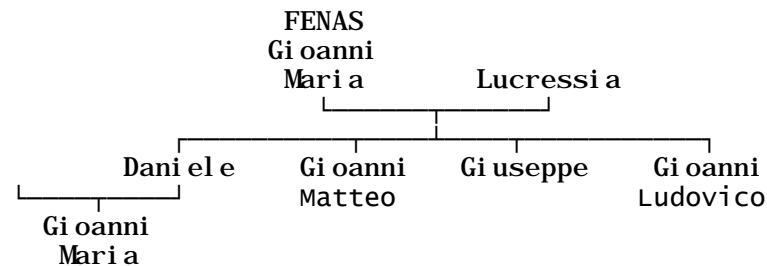 FENAS
Gioanni
Maria Lucressia
Daniele Gioanni Giuseppe Gioanni
Matteo Ludovico
Gioanni
Maria